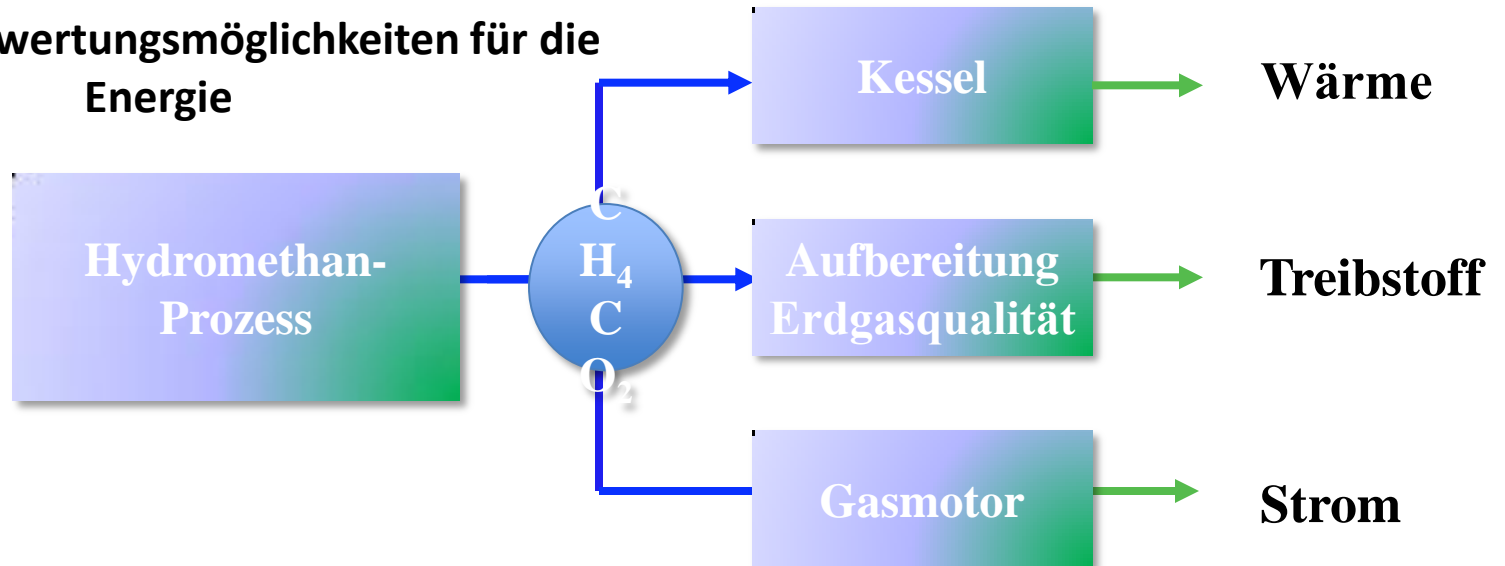 wertungsmöglichkeiten für die
Energie
Hydromethan-
Prozess
C
H₄
C
O₂
Kessel
Wärme
Aufbereitung
Erdgasqualität
Treibstoff
Gasmotor
Strom